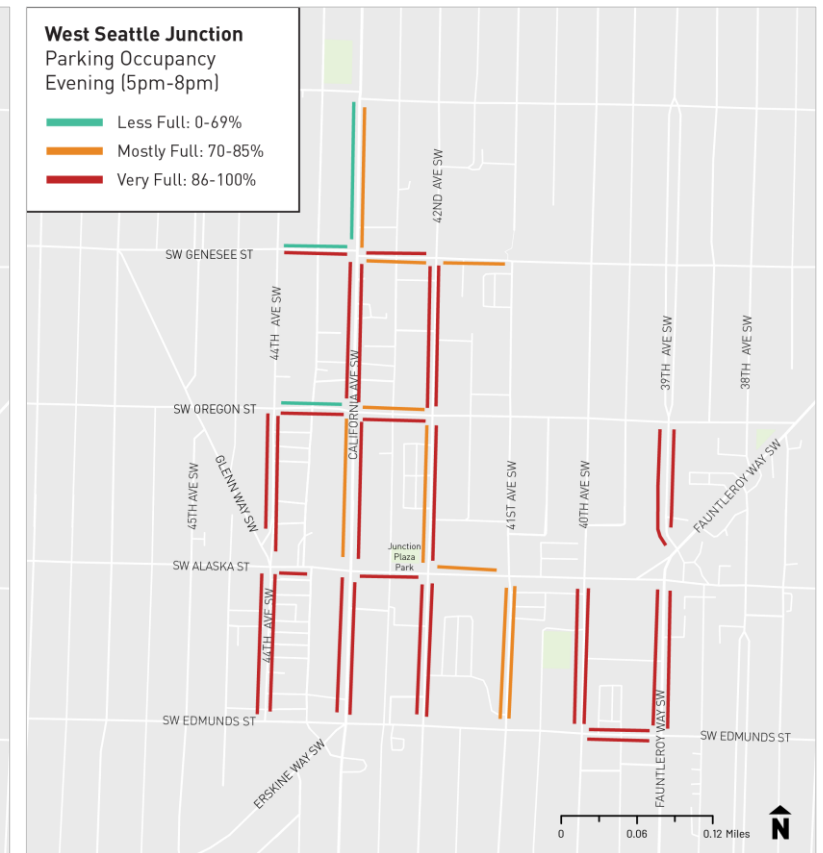 West Seattle Junction
Parking Occupancy
Evening (5pm-8pm)
Less Full: 0-69%
Mostly Full: 70-85%
Very Full: 86-100%
42ND AVE SW
SW GENESEE ST
44TH AVE SW
39TH AVE SW
38TH AVE SW
CALIFORNIA AVE SW
SW OREGON ST
45TH AVE SW
GLENN WAY SW
41ST AVE SW
40TH AVE SW
FAUNTLEROY WAY SW
Junction
Plaza
Park
SW ALASKA ST
44TH AVE SW
SW EDMUNDS ST
FAUNTLEROY WAY SW
SW EDMUNDS ST
ERSKINE WAY SW
0 0.06 0.12 Miles
N